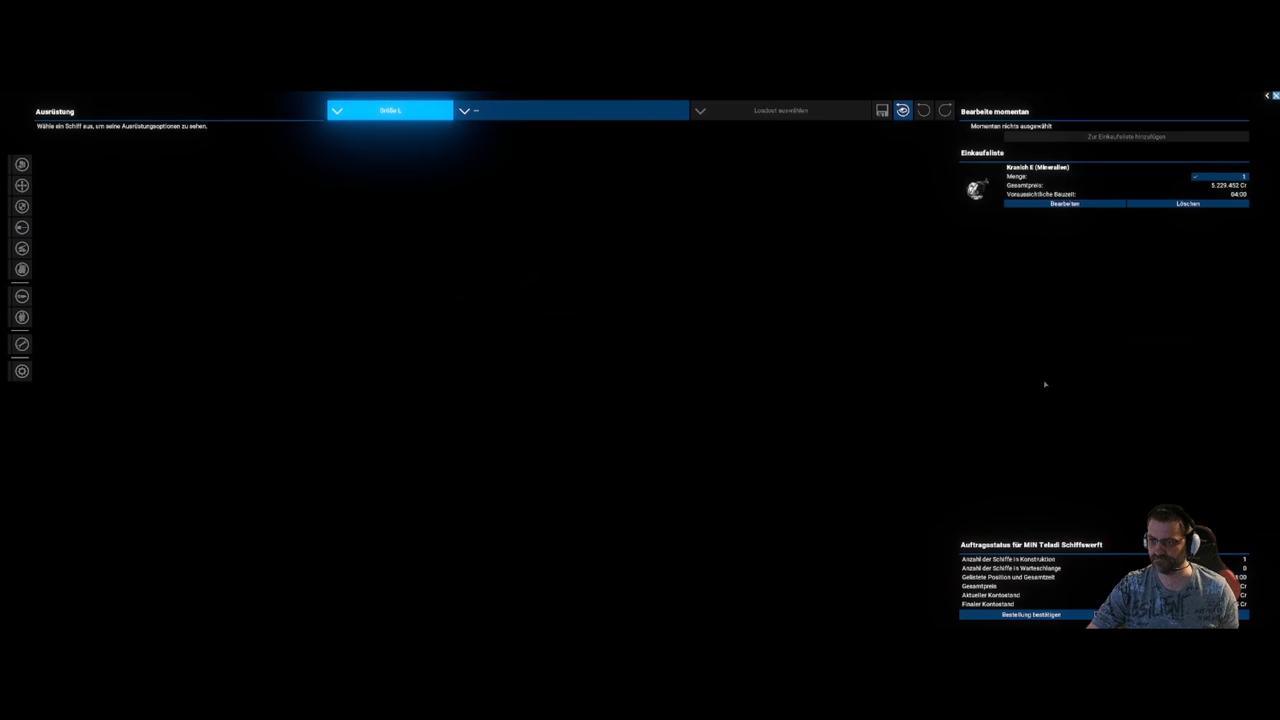 Ausrüstung
Wähle ein Schiff aus, um seine Ausrüstungsoptionen zu sehen.
Größe L
--
Loadout auswählen
Bearbeite momentan
Momentan nichts ausgewählt
Zur Einkaufsliste hinzufügen
Einkaufsliste
Kranich E (Mineralien)
Menge: 1
Gesamtpreis: 5.229.452 Cr
Voraussichtliche Bauzeit: 04:00
Bearbeiten Löschen
Auftragsstatus für MIN Teladi Schiffswerft
Anzahl der Schiffe in Konstruktion 1
Anzahl der Schiffe in Warteschlange 0
Gelistete Position und Gesamtzeit
Gesamtpreis Cr
Aktueller Kontostand Cr
Finaler Kontostand Cr
Bestellung bestätigen